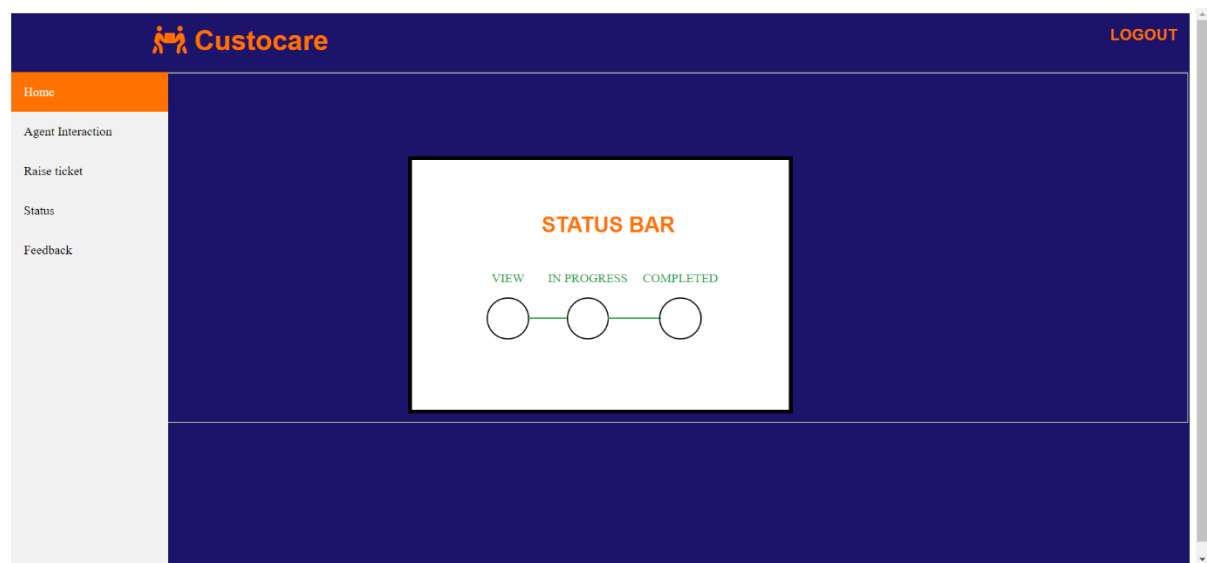 Custocare
LOGOUT
Home
Agent Interaction
Raise ticket
Status
Feedback
STATUS BAR
VIEW IN PROGRESS COMPLETED